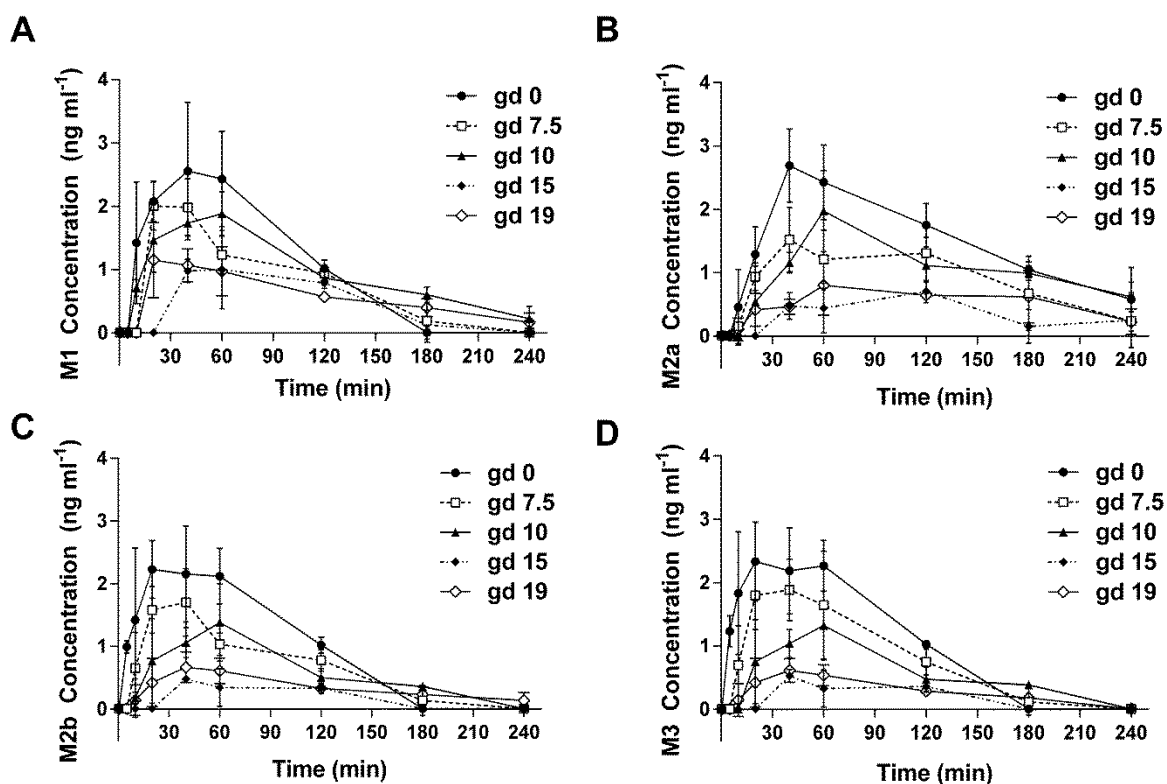 A
M1 Concentration (ng ml⁻¹)
4
3
2
1
0
30 60 90 120 150 180 210 240
Time (min)
gd 0
gd 7.5
gd 10
gd 15
gd 19
B
M2a Concentration (ng ml⁻¹)
4
3
2
1
0
30 60 90 120 150 180 210 240
Time (min)
gd 0
gd 7.5
gd 10
gd 15
gd 19
C
M2b Concentration (ng ml⁻¹)
4
3
2
1
0
30 60 90 120 150 180 210 240
Time (min)
gd 0
gd 7.5
gd 10
gd 15
gd 19
D
M3 Concentration (ng ml⁻¹)
4
3
2
1
0
30 60 90 120 150 180 210 240
Time (min)
gd 0
gd 7.5
gd 10
gd 15
gd 19